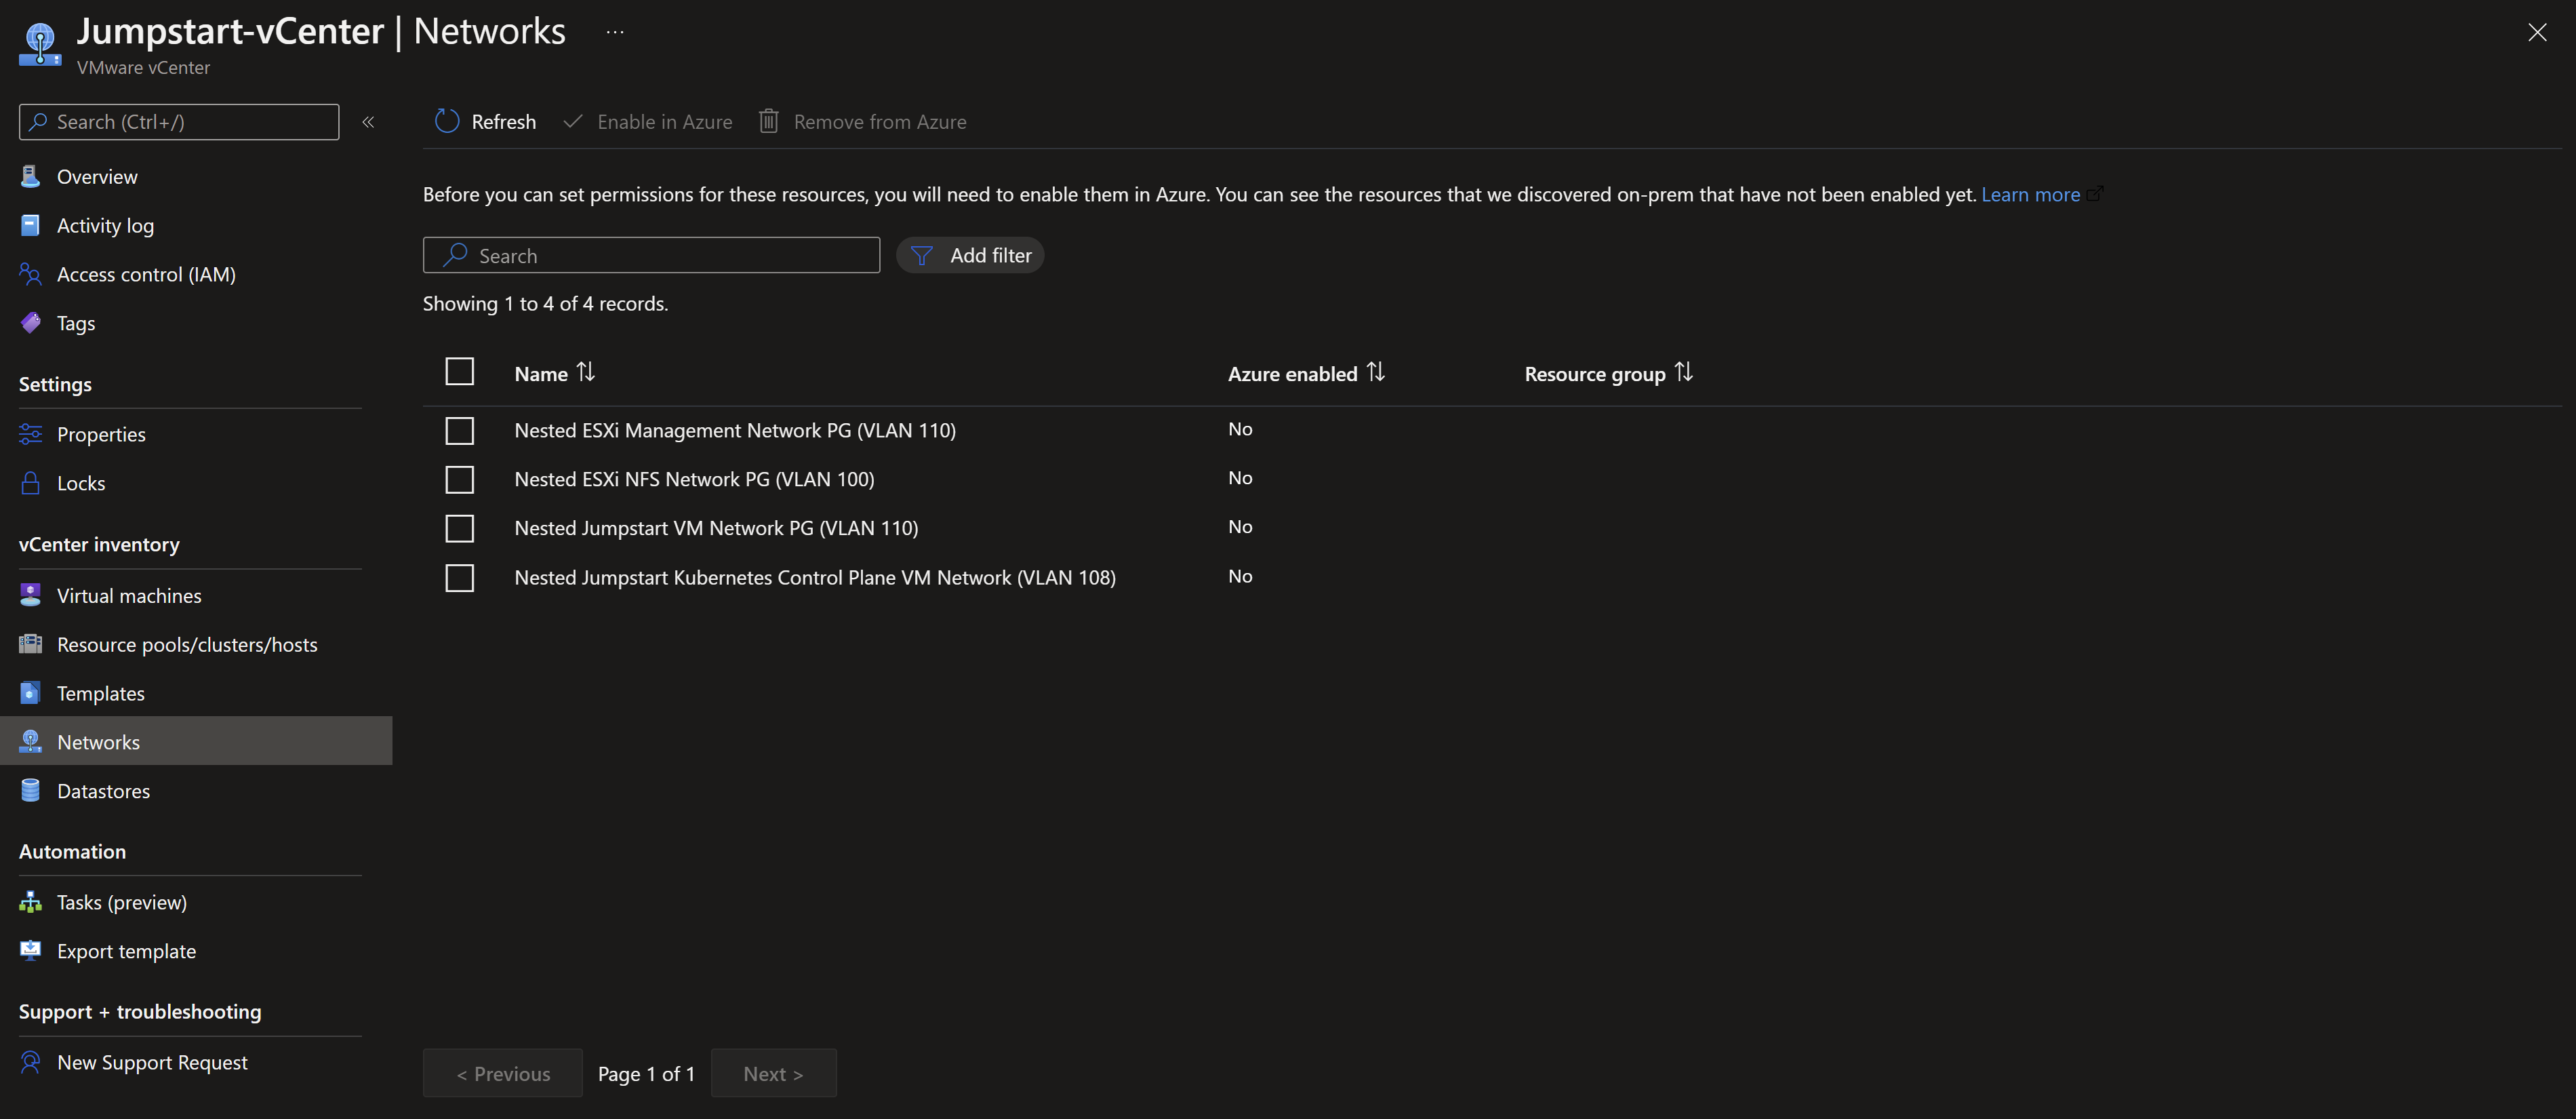 Jumpstart-vCenter | Networks ...
VMware vCenter
Search (Ctrl+/)
«
Overview
Activity log
Access control (IAM)
Tags
Settings
Properties
Locks
vCenter inventory
Virtual machines
Resource pools/clusters/hosts
Templates
Networks
Datastores
Automation
Tasks (preview)
Export template
Support + troubleshooting
New Support Request
Refresh Enable in Azure Remove from Azure
Before you can set permissions for these resources, you will need to enable them in Azure. You can see the resources that we discovered on-prem that have not been enabled yet. Learn more
Search Add filter
Showing 1 to 4 of 4 records.
Name Azure enabled Resource group
Nested ESXi Management Network PG (VLAN 110) No
Nested ESXi NFS Network PG (VLAN 100) No
Nested Jumpstart VM Network PG (VLAN 110) No
Nested Jumpstart Kubernetes Control Plane VM Network (VLAN 108) No
< Previous Page 1 of 1 Next >